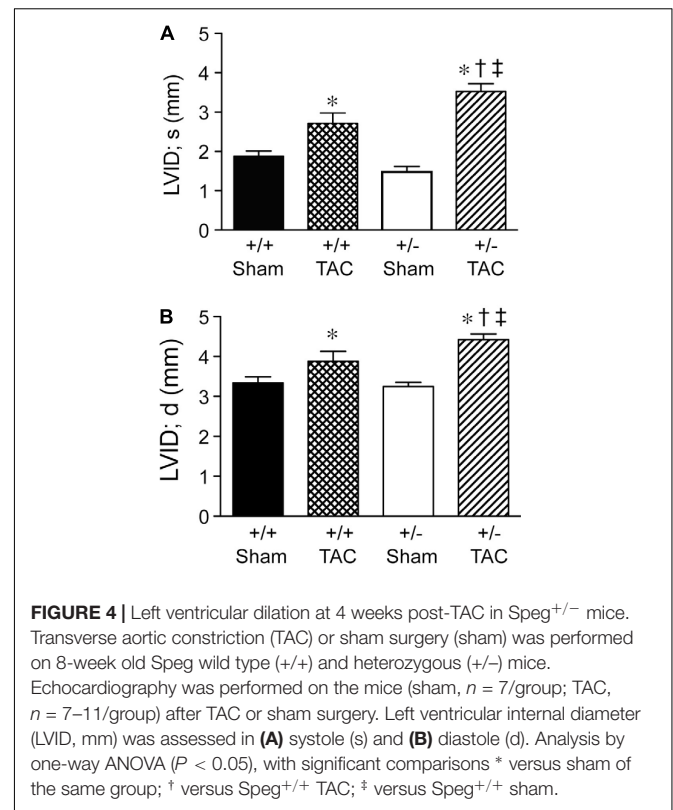 A
LVID; s (mm)
5
4
3
2
1
0
*
* † ‡
+/+ +/+ +/- +/-
Sham TAC Sham TAC
B
LVID; d (mm)
5
4
3
2
1
0
*
* † ‡
+/+ +/+ +/- +/-
Sham TAC Sham TAC
FIGURE 4 | Left ventricular dilation at 4 weeks post-TAC in Speg+/− mice.
Transverse aortic constriction (TAC) or sham surgery (sham) was performed
on 8-week old Speg wild type (+/+) and heterozygous (+/–) mice.
Echocardiography was performed on the mice (sham, n = 7/group; TAC,
n = 7–11/group) after TAC or sham surgery. Left ventricular internal diameter
(LVID, mm) was assessed in (A) systole (s) and (B) diastole (d). Analysis by
one-way ANOVA (P < 0.05), with significant comparisons * versus sham of
the same group; † versus Speg+/+ TAC; ‡ versus Speg+/+ sham.